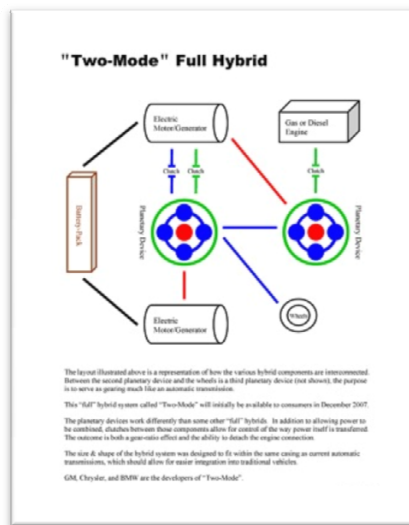 "Two-Mode" Full Hybrid
Electric
Motor/Generator
Gas or Diesel
Engine
Clutch
Clutch
Clutch
Battery-Pack
Planetary Device
Planetary Device
Electric
Motor/Generator
Wheels
The layout illustrated above is a representation of how the various hybrid components are interconnected.
Between the second planetary device and the wheels is a third planetary device (not shown); the purpose
is to serve as gearing much like an automatic transmission.
This "full" hybrid system called "Two-Mode" will initially be available to consumers in December 2007.
The planetary devices work differently than some other "full" hybrids. In addition to allowing power to
be combined, clutches between those components allow for control of the way power itself is transferred.
The outcome is both a gear-ratio effect and the ability to detach the engine connection.
The size & shape of the hybrid system was designed to fit within the same casing as current automatic
transmissions, which should allow for easier integration into traditional vehicles.
GM, Chrysler, and BMW are the developers of "Two-Mode".